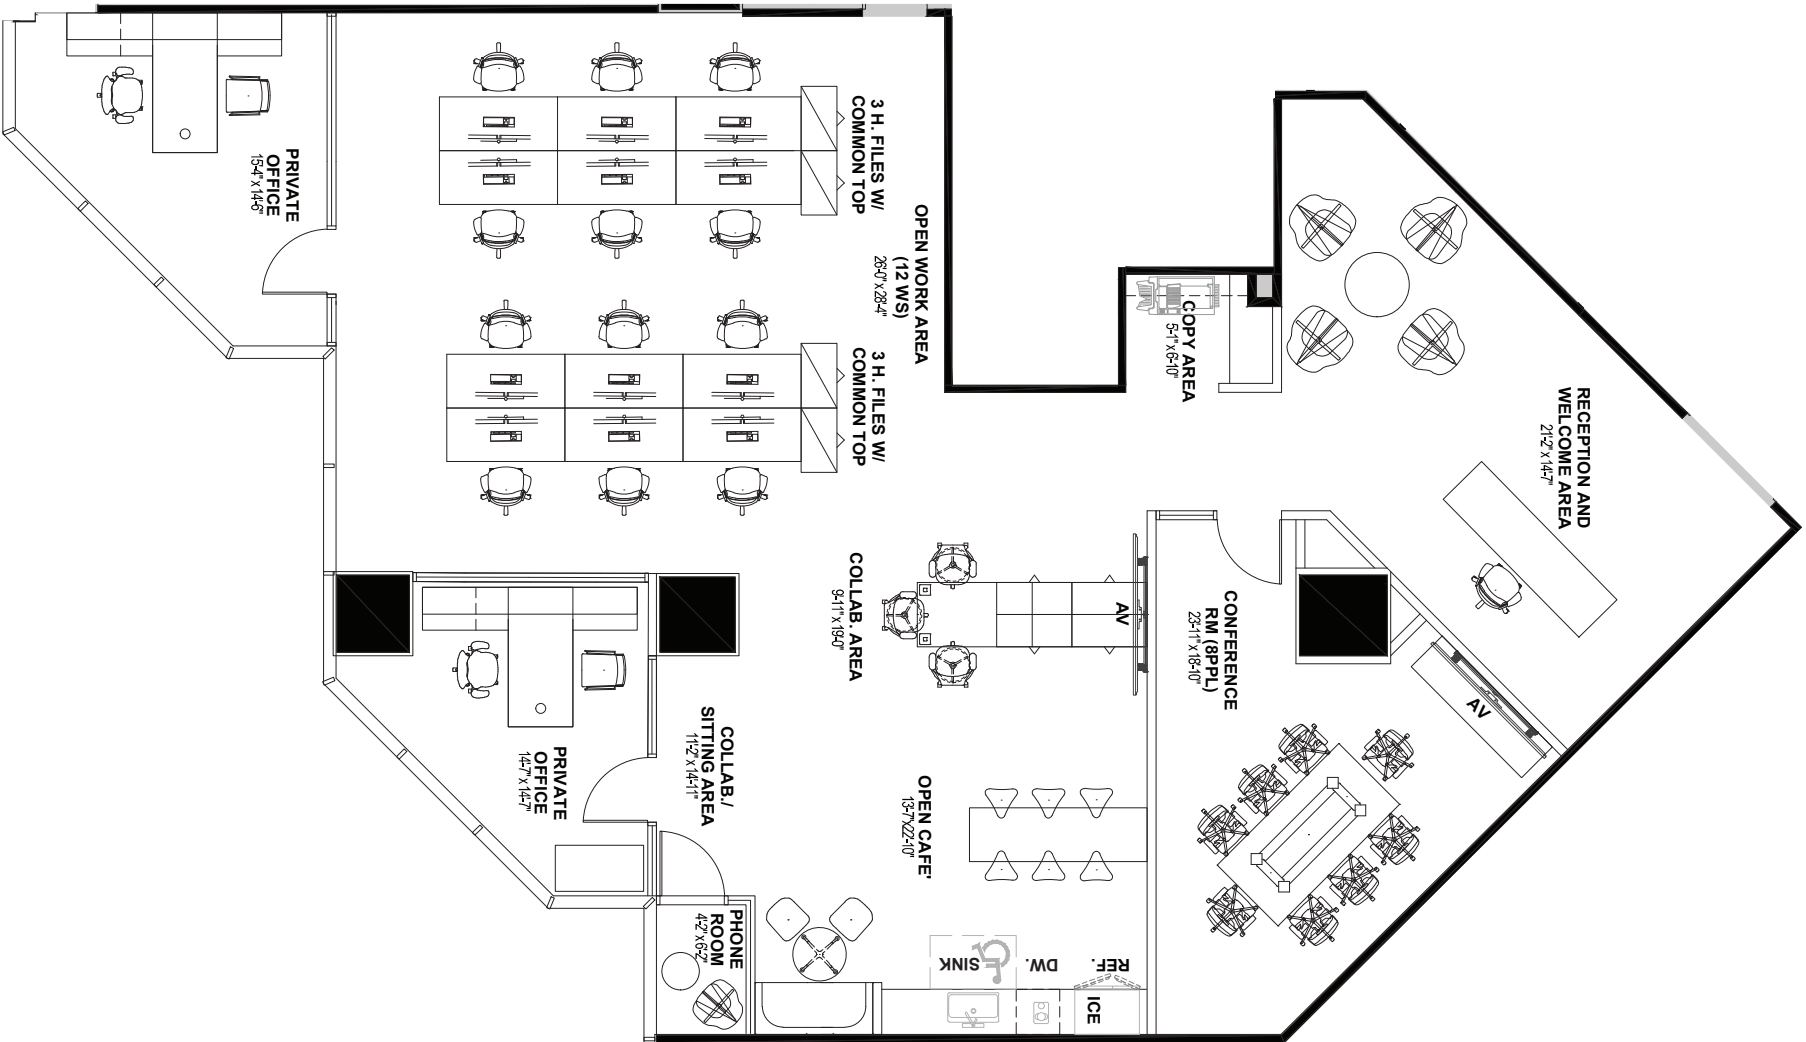 PRIVATE
OFFICE
15'-4" x 14'-6"
3 H. FILES W/
COMMON TOP
OPEN WORK AREA
(12 WS)
26'-0" x 28'-4"
3 H. FILES W/
COMMON TOP
COPY AREA
5'-1" x 6'-10"
RECEPTION AND
WELCOME AREA
21'-2" x 14'-7"
COLLAB. AREA
9'-11" x 19'-0"
AV
CONFERENCE
RM (8PPL)
23'-11" x 18'-10"
AV
PRIVATE
OFFICE
14'-7" x 14'-7"
COLLAB./
SITTING AREA
11'-2" x 14'-11"
OPEN CAFE'
13'-7" x 22'-10"
PHONE
ROOM
4'-2" x 6'-2"
SINK
DW.
REF.
ICE